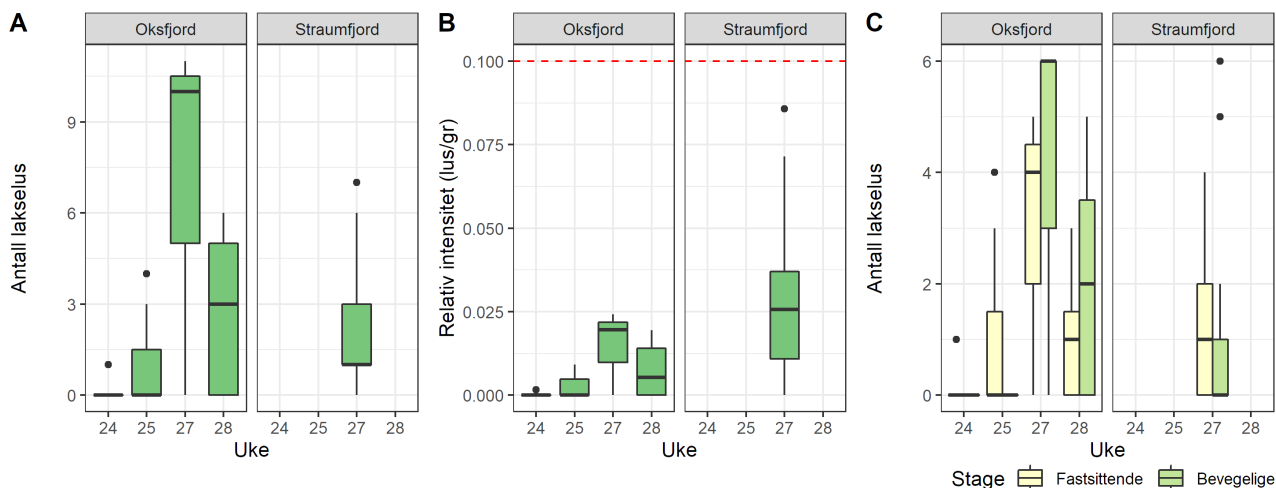 A
Oksfjord
Straumfjord
Antall lakselus
9
6
3
0
24
25
27
28
24
25
27
28
Uke
B
Oksfjord
Straumfjord
Relativ intensitet (lus/gr)
0.100
0.075
0.050
0.025
0.000
24
25
27
28
24
25
27
28
Uke
C
Oksfjord
Straumfjord
Antall lakselus
6
4
2
0
24
25
27
28
24
25
27
28
Uke
Stage
Fastsittende
Bevegelige